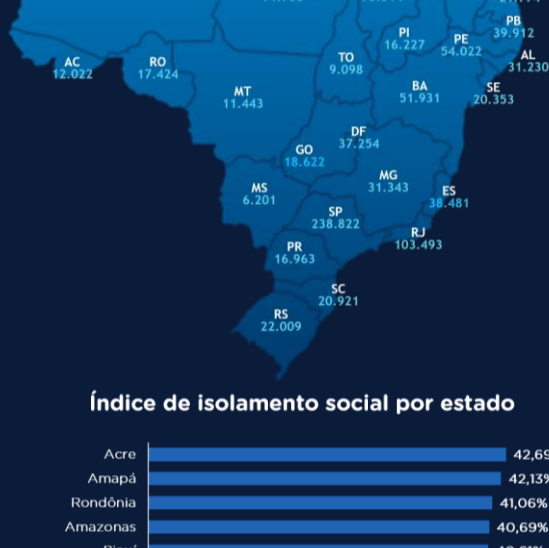 PB
39.912
PI
16.227
PE
54.022
AL
31.230
AC
12.022
RO
17.424
TO
9.098
MT
11.443
BA
51.931
SE
20.353
DF
37.254
GO
18.622
MG
31.343
MS
6.201
ES
38.481
SP
238.822
RJ
103.493
PR
16.963
SC
20.921
RS
22.009
Índice de isolamento social por estado
Acre 42,69
Amapá 42,13%
Rondônia 41,06%
Amazonas 40,69%